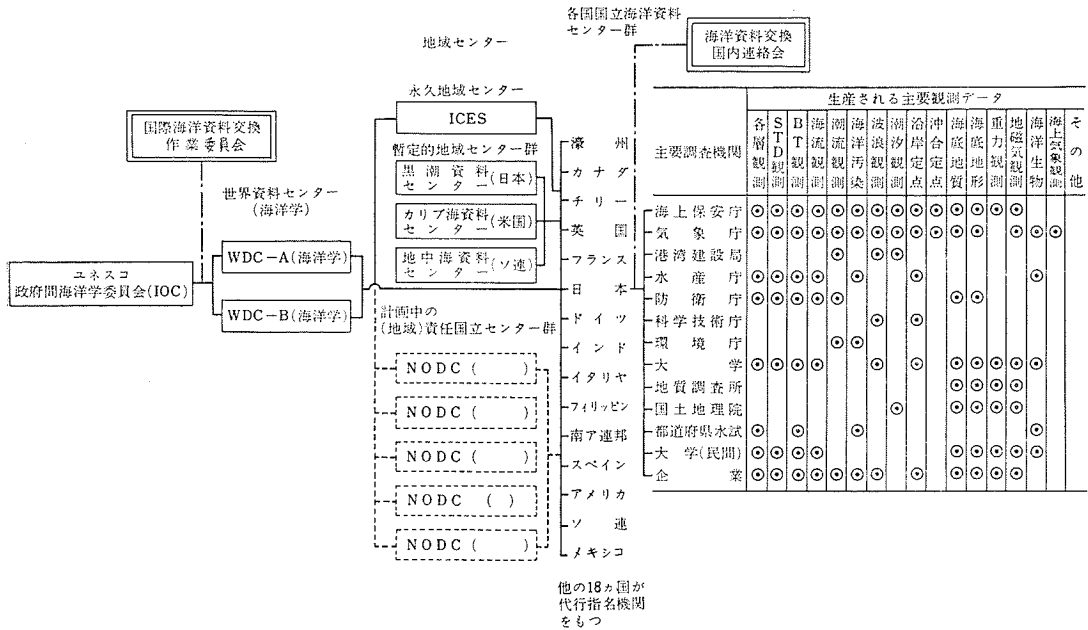 各国国立海洋資料
センター群
海洋資料交換
国内連絡会
地域センター
永久地域センター
ICES
国際海洋資料交換
作業委員会
暫定的地域センター群
黒潮資料
センター(日本)
カリブ海資料
センター(米国)
地中海資料
センター(ソ連)
世界資料センター
(海洋学)
WDC-A(海洋学)
WDC-B(海洋学)
ユネスコ
政府間海洋学委員会(IOC)
計画中の
(地域)責任国立センター群
NODC ( )
NODC ( )
NODC ( )
NODC ( )
NODC ( )
濠州
カナダ
チリー
英国
フランス
日本
ドイツ
インド
イタリヤ
フィリッピン
南ア連邦
スペイン
アメリカ
ソ連
メキシコ
他の18ヵ国が
代行指名機関
をもつ
主要調査機関
生産される主要観測データ
各層観測
STD観測
BT観測
海流観測
潮流観測
海洋汚染
波浪観測
潮汐観測
沿岸定点
沖合定点
海底地質
海底地形
重力観測
地磁気観測
海洋生物
海上気象観測
その他
海上保安庁 ⊙ ⊙ ⊙ ⊙ ⊙ ⊙ ⊙ ⊙ ⊙ ⊙ ⊙ ⊙ ⊙ ⊙
気象庁 ⊙ ⊙ ⊙ ⊙ ⊙ ⊙ ⊙ ⊙ ⊙ ⊙ ⊙ ⊙ ⊙ ⊙ ⊙
港湾建設局 ⊙ ⊙ ⊙
水産庁 ⊙ ⊙ ⊙ ⊙ ⊙ ⊙ ⊙
防衛庁 ⊙ ⊙ ⊙ ⊙ ⊙ ⊙ ⊙
科学技術庁 ⊙ ⊙
環境庁 ⊙ ⊙
大学 ⊙ ⊙ ⊙ ⊙ ⊙ ⊙ ⊙ ⊙ ⊙ ⊙ ⊙
地質調査所 ⊙ ⊙ ⊙ ⊙
国土地理院 ⊙ ⊙ ⊙ ⊙ ⊙
都道府県水試 ⊙ ⊙ ⊙ ⊙
大学(民間) ⊙ ⊙ ⊙ ⊙ ⊙ ⊙ ⊙ ⊙ ⊙
企業 ⊙ ⊙ ⊙ ⊙ ⊙ ⊙ ⊙ ⊙ ⊙ ⊙ ⊙ ⊙